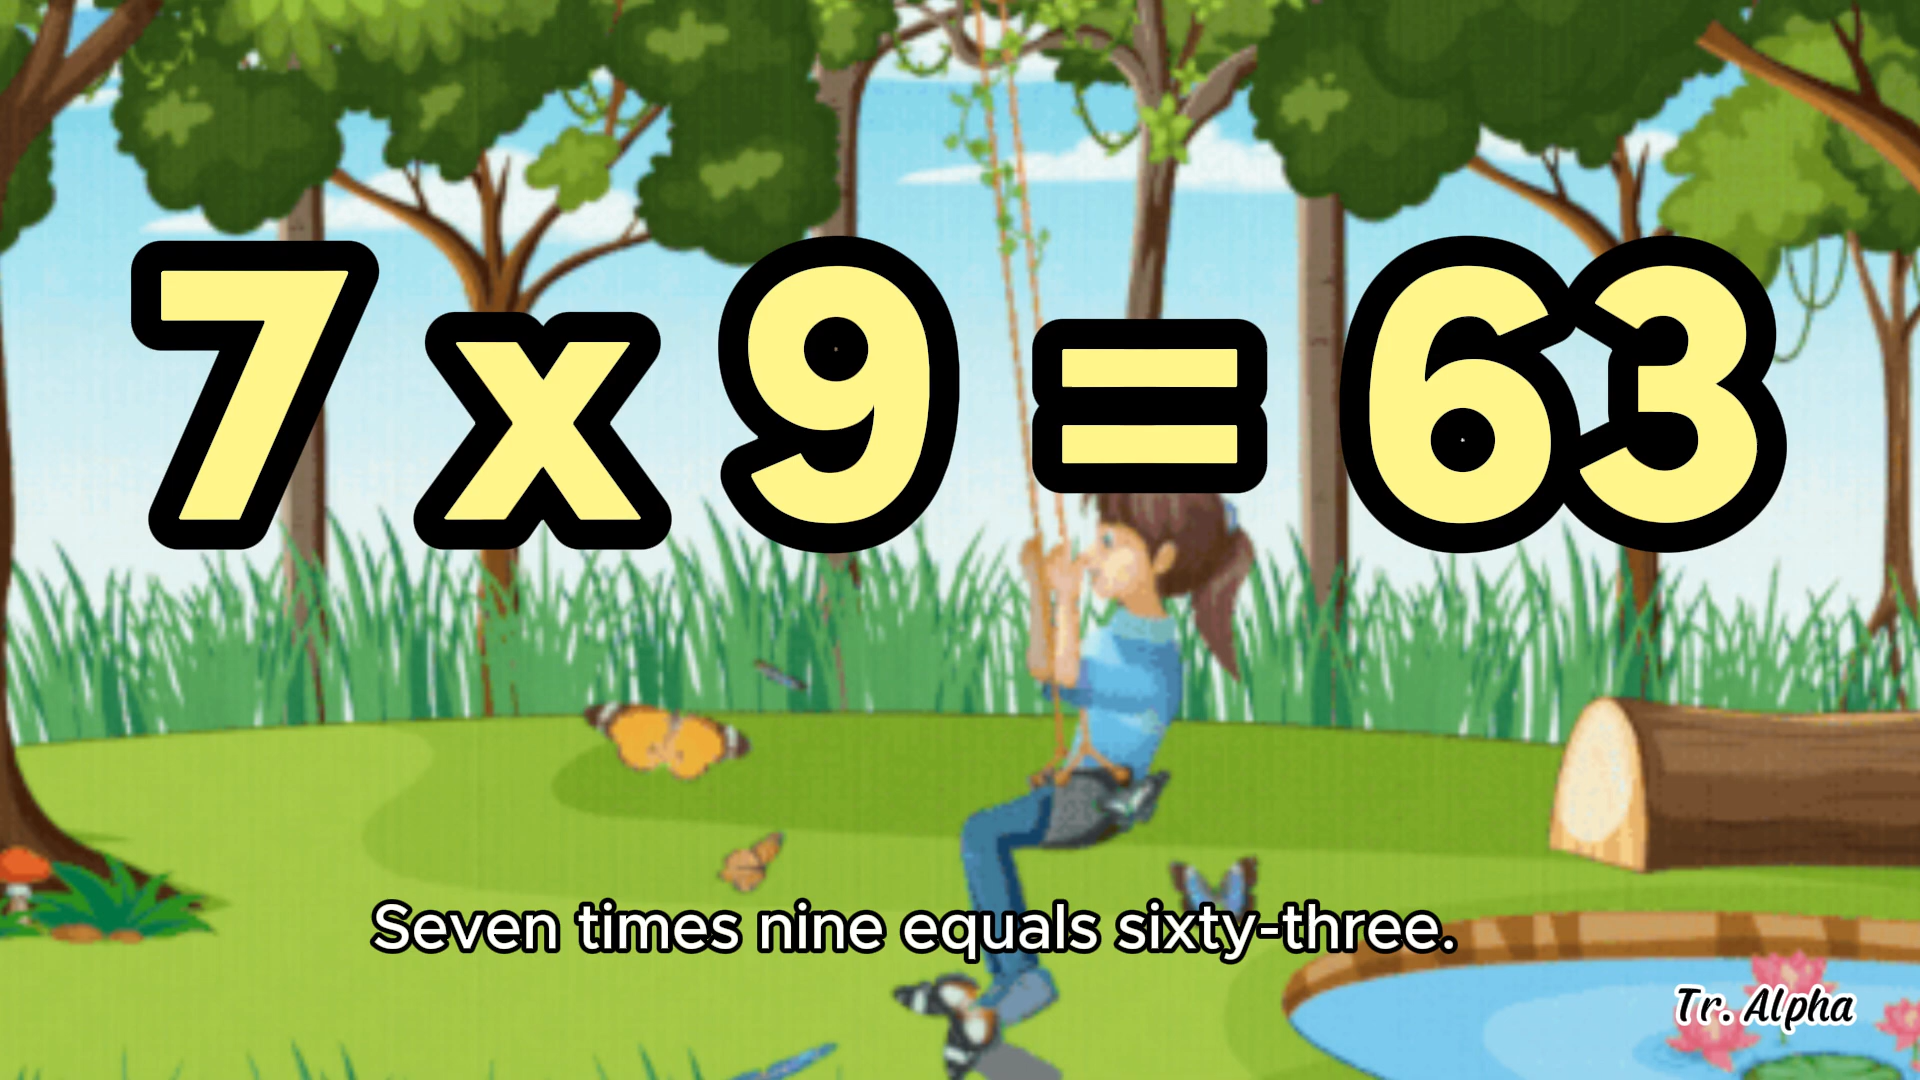 7 x 9 = 63
Seven times nine equals sixty-three.
Tr. Alpha